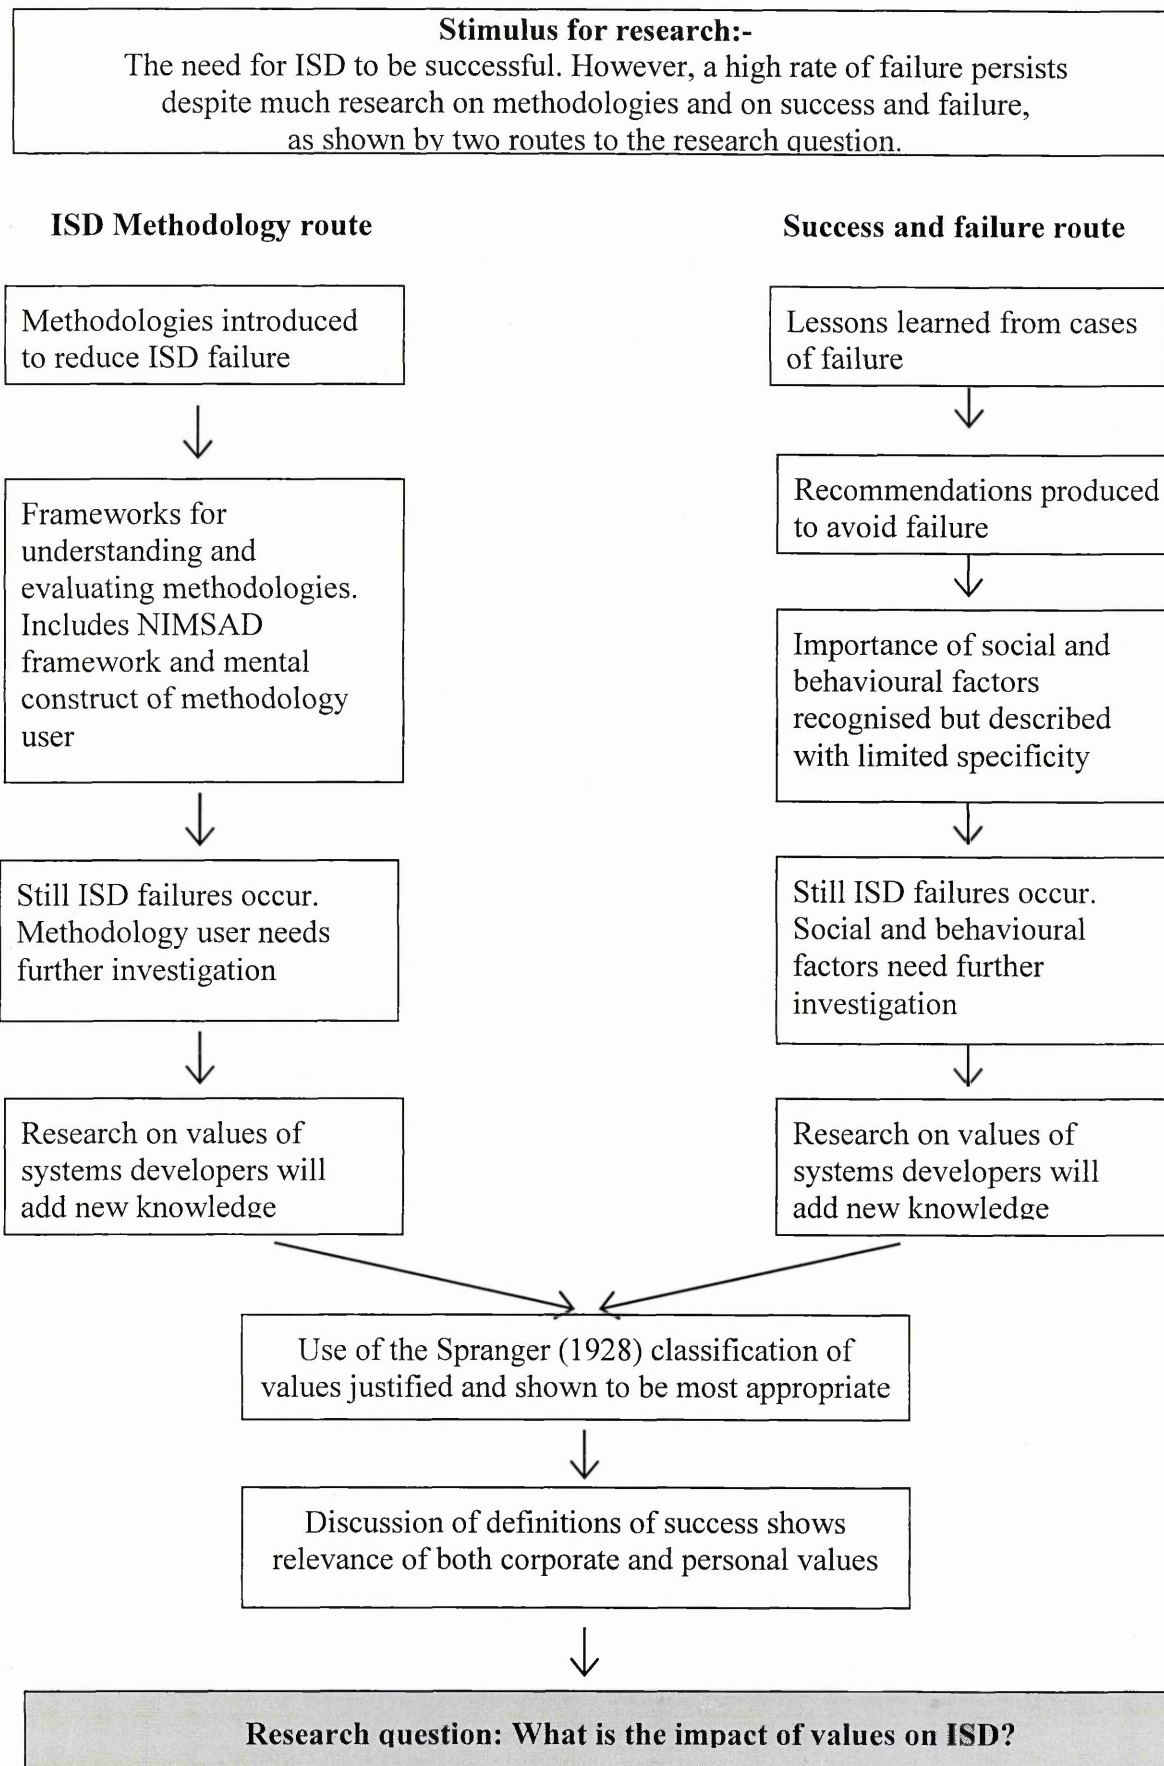 Stimulus for research:-
The need for ISD to be successful. However, a high rate of failure persists
despite much research on methodologies and on success and failure,
as shown by two routes to the research question.
ISD Methodology route
Methodologies introduced
to reduce ISD failure
Frameworks for
understanding and
evaluating methodologies.
Includes NIMSAD
framework and mental
construct of methodology
user
Still ISD failures occur.
Methodology user needs
further investigation
Research on values of
systems developers will
add new knowledge
Success and failure route
Lessons learned from cases
of failure
Recommendations produced
to avoid failure
Importance of social and
behavioural factors
recognised but described
with limited specificity
Still ISD failures occur.
Social and behavioural
factors need further
investigation
Research on values of
systems developers will
add new knowledge
Use of the Spranger (1928) classification of
values justified and shown to be most appropriate
Discussion of definitions of success shows
relevance of both corporate and personal values
Research question: What is the impact of values on ISD?